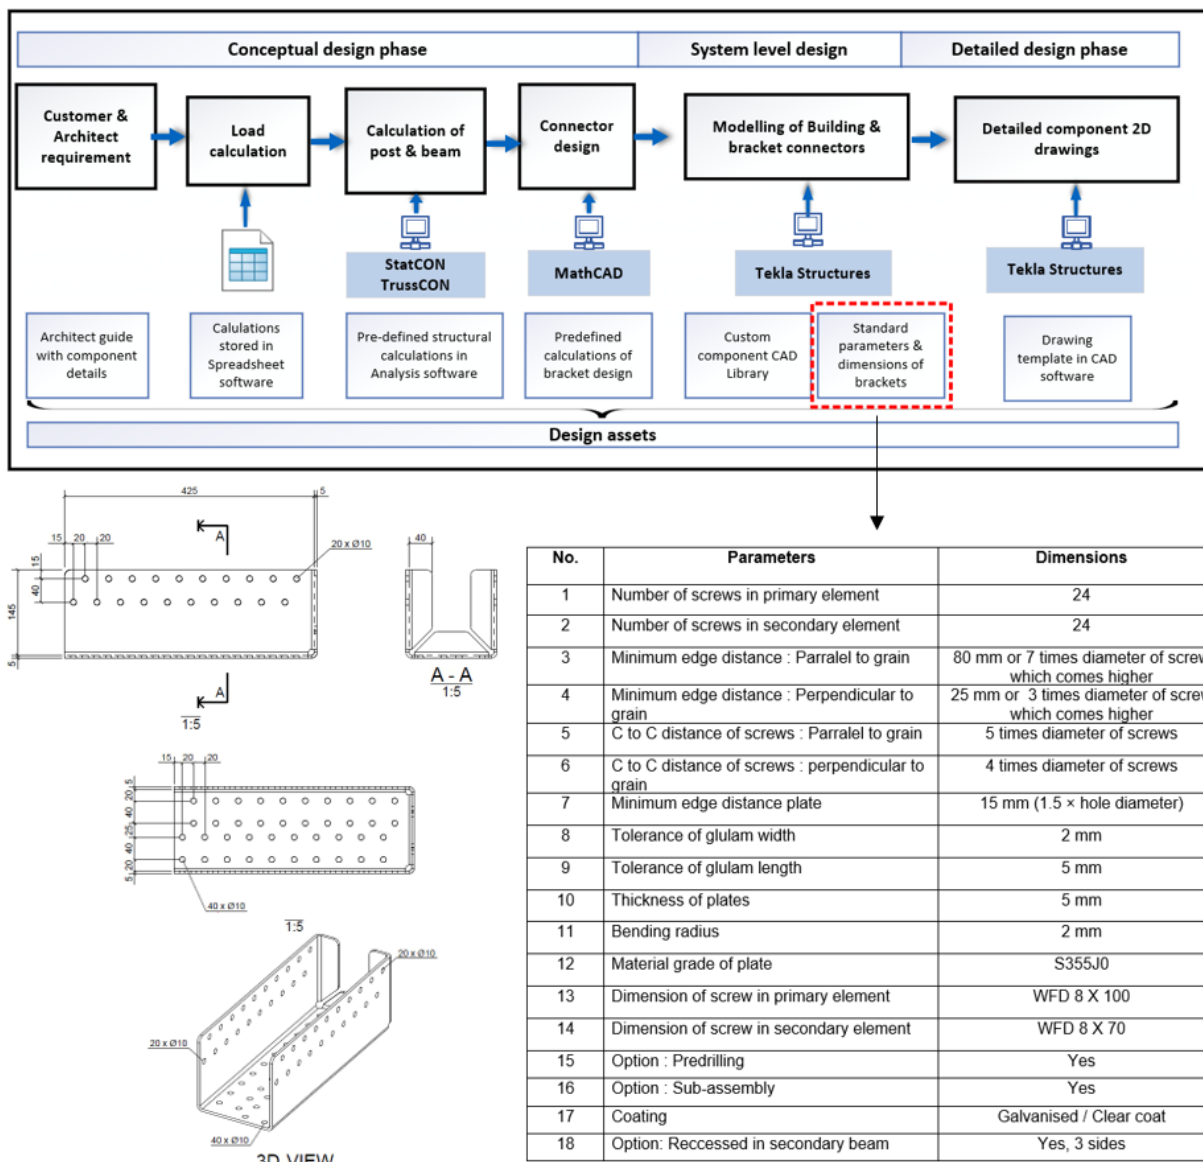 Conceptual design phase
System level design
Detailed design phase
Customer &
Architect
requirement
Load
calculation
Calculation of
post & beam
Connector
design
Modelling of Building &
bracket connectors
Detailed component 2D
drawings
StatCON
TrussCON
MathCAD
Tekla Structures
Tekla Structures
Architect guide
with component
details
Calulations
stored in
Spreadsheet
software
Pre-defined structural
calculations in
Analysis software
Predefined
calculations of
bracket design
Custom
component CAD
Library
Standard
parameters &
dimensions of
brackets
Drawing
template in CAD
software
Design assets
425
5
A
15 20 20
20 x Ø10
15
40
145
5
A
1:5
40
A - A
1:5
15 20 20
5
20
40
25
40
20
5
40 x Ø10
1:5
20 x Ø10
20 x Ø10
40 x Ø10
3D VIEW
No. Parameters Dimensions
1 Number of screws in primary element 24
2 Number of screws in secondary element 24
3 Minimum edge distance : Parralel to grain 80 mm or 7 times diameter of screw
which comes higher
4 Minimum edge distance : Perpendicular to
grain
25 mm or 3 times diameter of screw
which comes higher
5 C to C distance of screws : Parralel to grain 5 times diameter of screws
6 C to C distance of screws : perpendicular to
grain
4 times diameter of screws
7 Minimum edge distance plate 15 mm (1.5 × hole diameter)
8 Tolerance of glulam width 2 mm
9 Tolerance of glulam length 5 mm
10 Thickness of plates 5 mm
11 Bending radius 2 mm
12 Material grade of plate S355J0
13 Dimension of screw in primary element WFD 8 X 100
14 Dimension of screw in secondary element WFD 8 X 70
15 Option : Predrilling Yes
16 Option : Sub-assembly Yes
17 Coating Galvanised / Clear coat
18 Option: Reccessed in secondary beam Yes, 3 sides